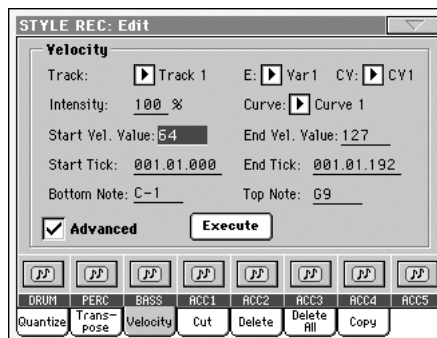 STYLE REC: Edit
Velocity
Track: Track 1 E: Var1 CV: CV1
Intensity: 100 % Curve: Curve 1
Start Vel. Value: 64 End Vel. Value: 127
Start Tick: 001.01.000 End Tick: 001.01.192
Bottom Note: C-1 Top Note: G9
Advanced Execute
DRUM PERC BASS ACC1 ACC2 ACC3 ACC4 ACC5
Quantize Trans- Velocity Cut Delete Delete Copy
pose All